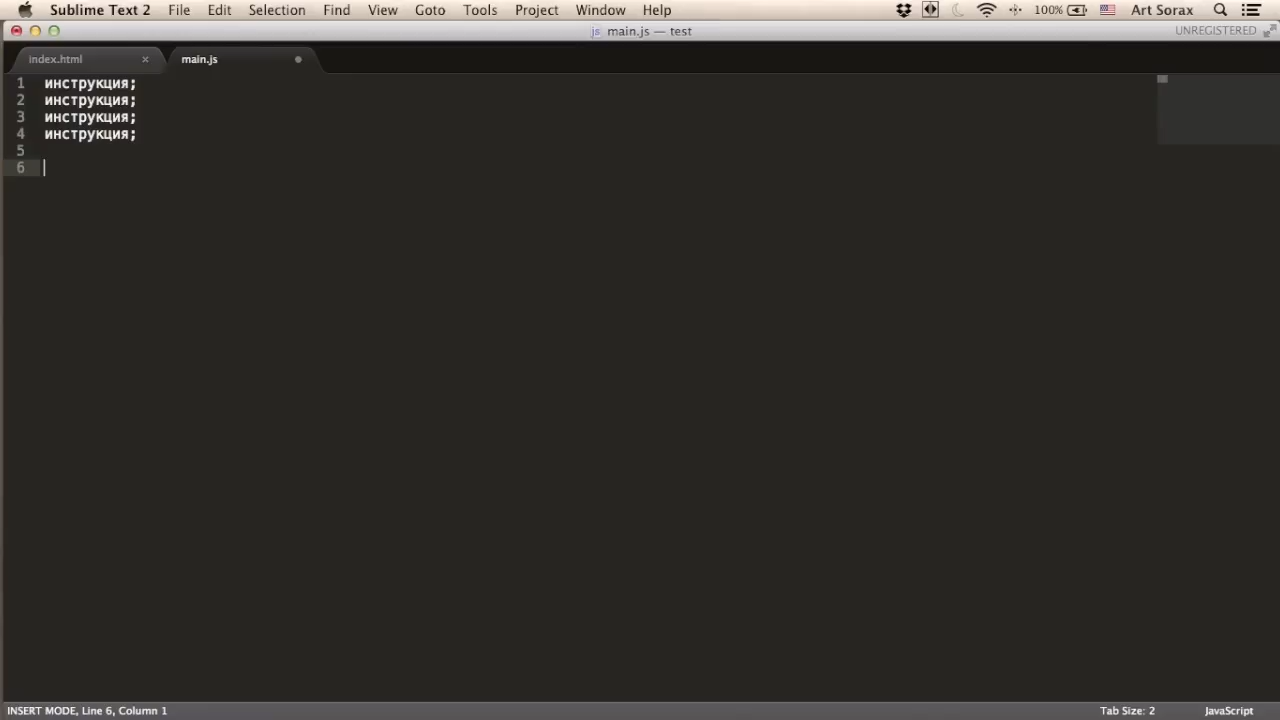 Sublime Text 2 File Edit Selection Find View Goto Tools Project Window Help 100% Art Sorax
js main.js — test UNREGISTERED
index.html × main.js
1 инструкция;
2 инструкция;
3 инструкция;
4 инструкция;
5
6
INSERT MODE, Line 6, Column 1 Tab Size: 2 JavaScript